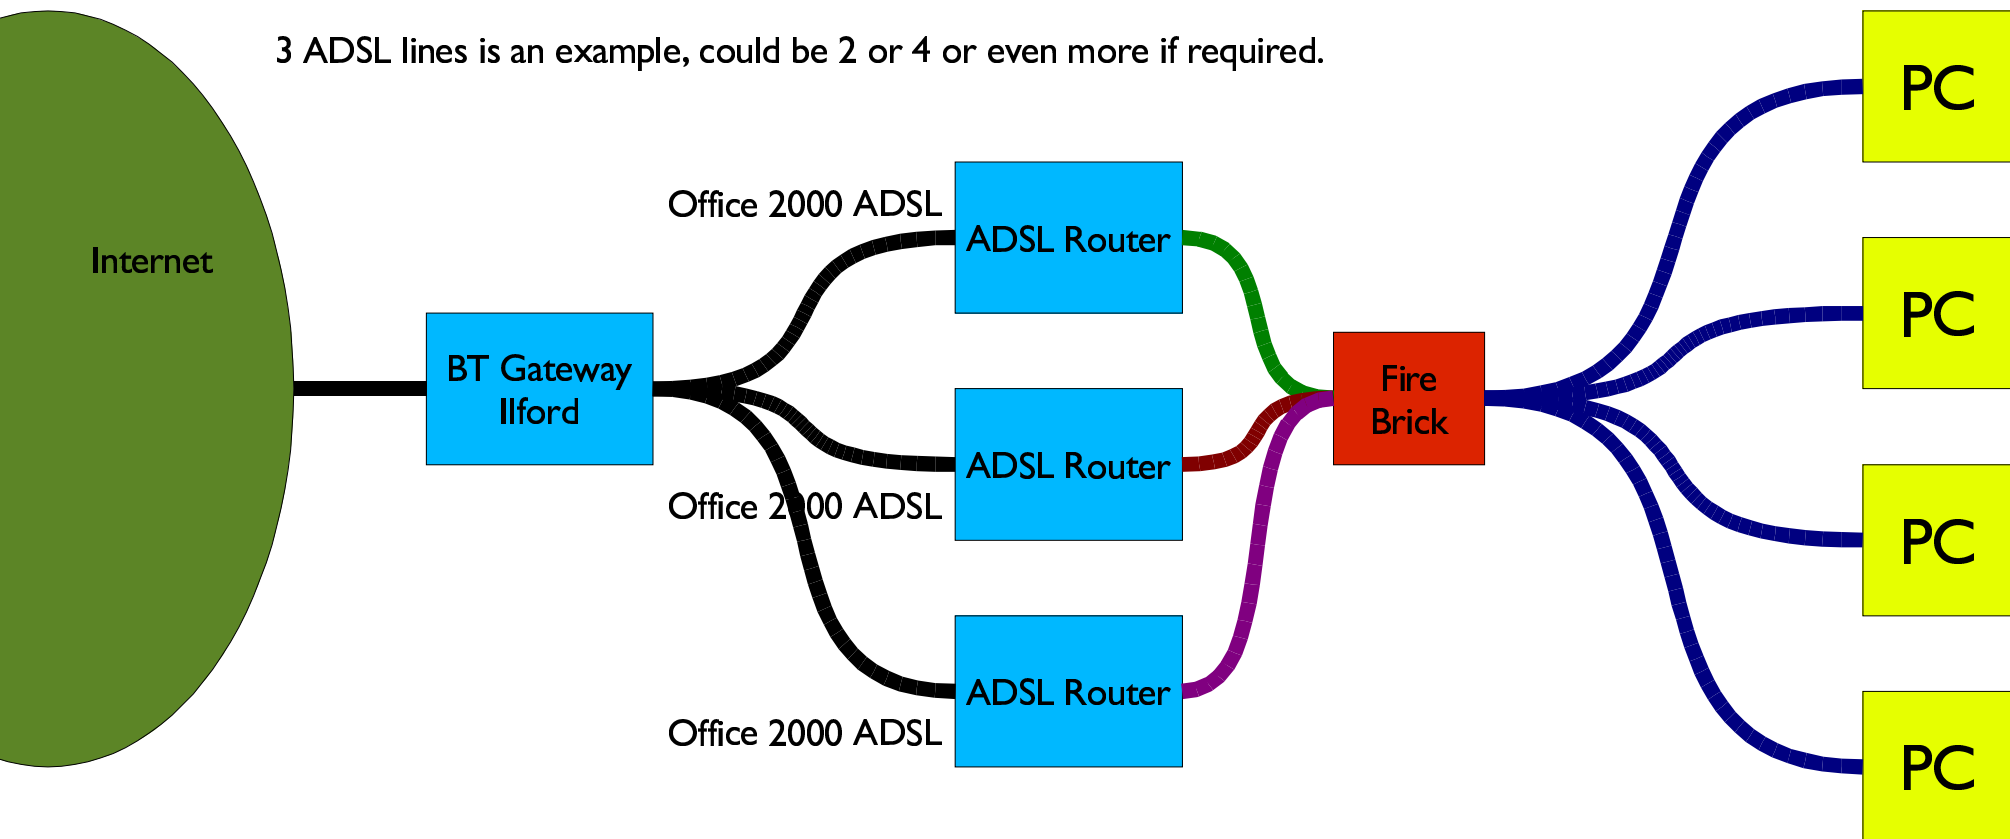 3 ADSL lines is an example, could be 2 or 4 or even more if required.
Internet
BT Gateway
Ilford
Office 2000 ADSL
ADSL Router
Office 2000 ADSL
ADSL Router
Office 2000 ADSL
ADSL Router
Fire
Brick
PC
PC
PC
PC